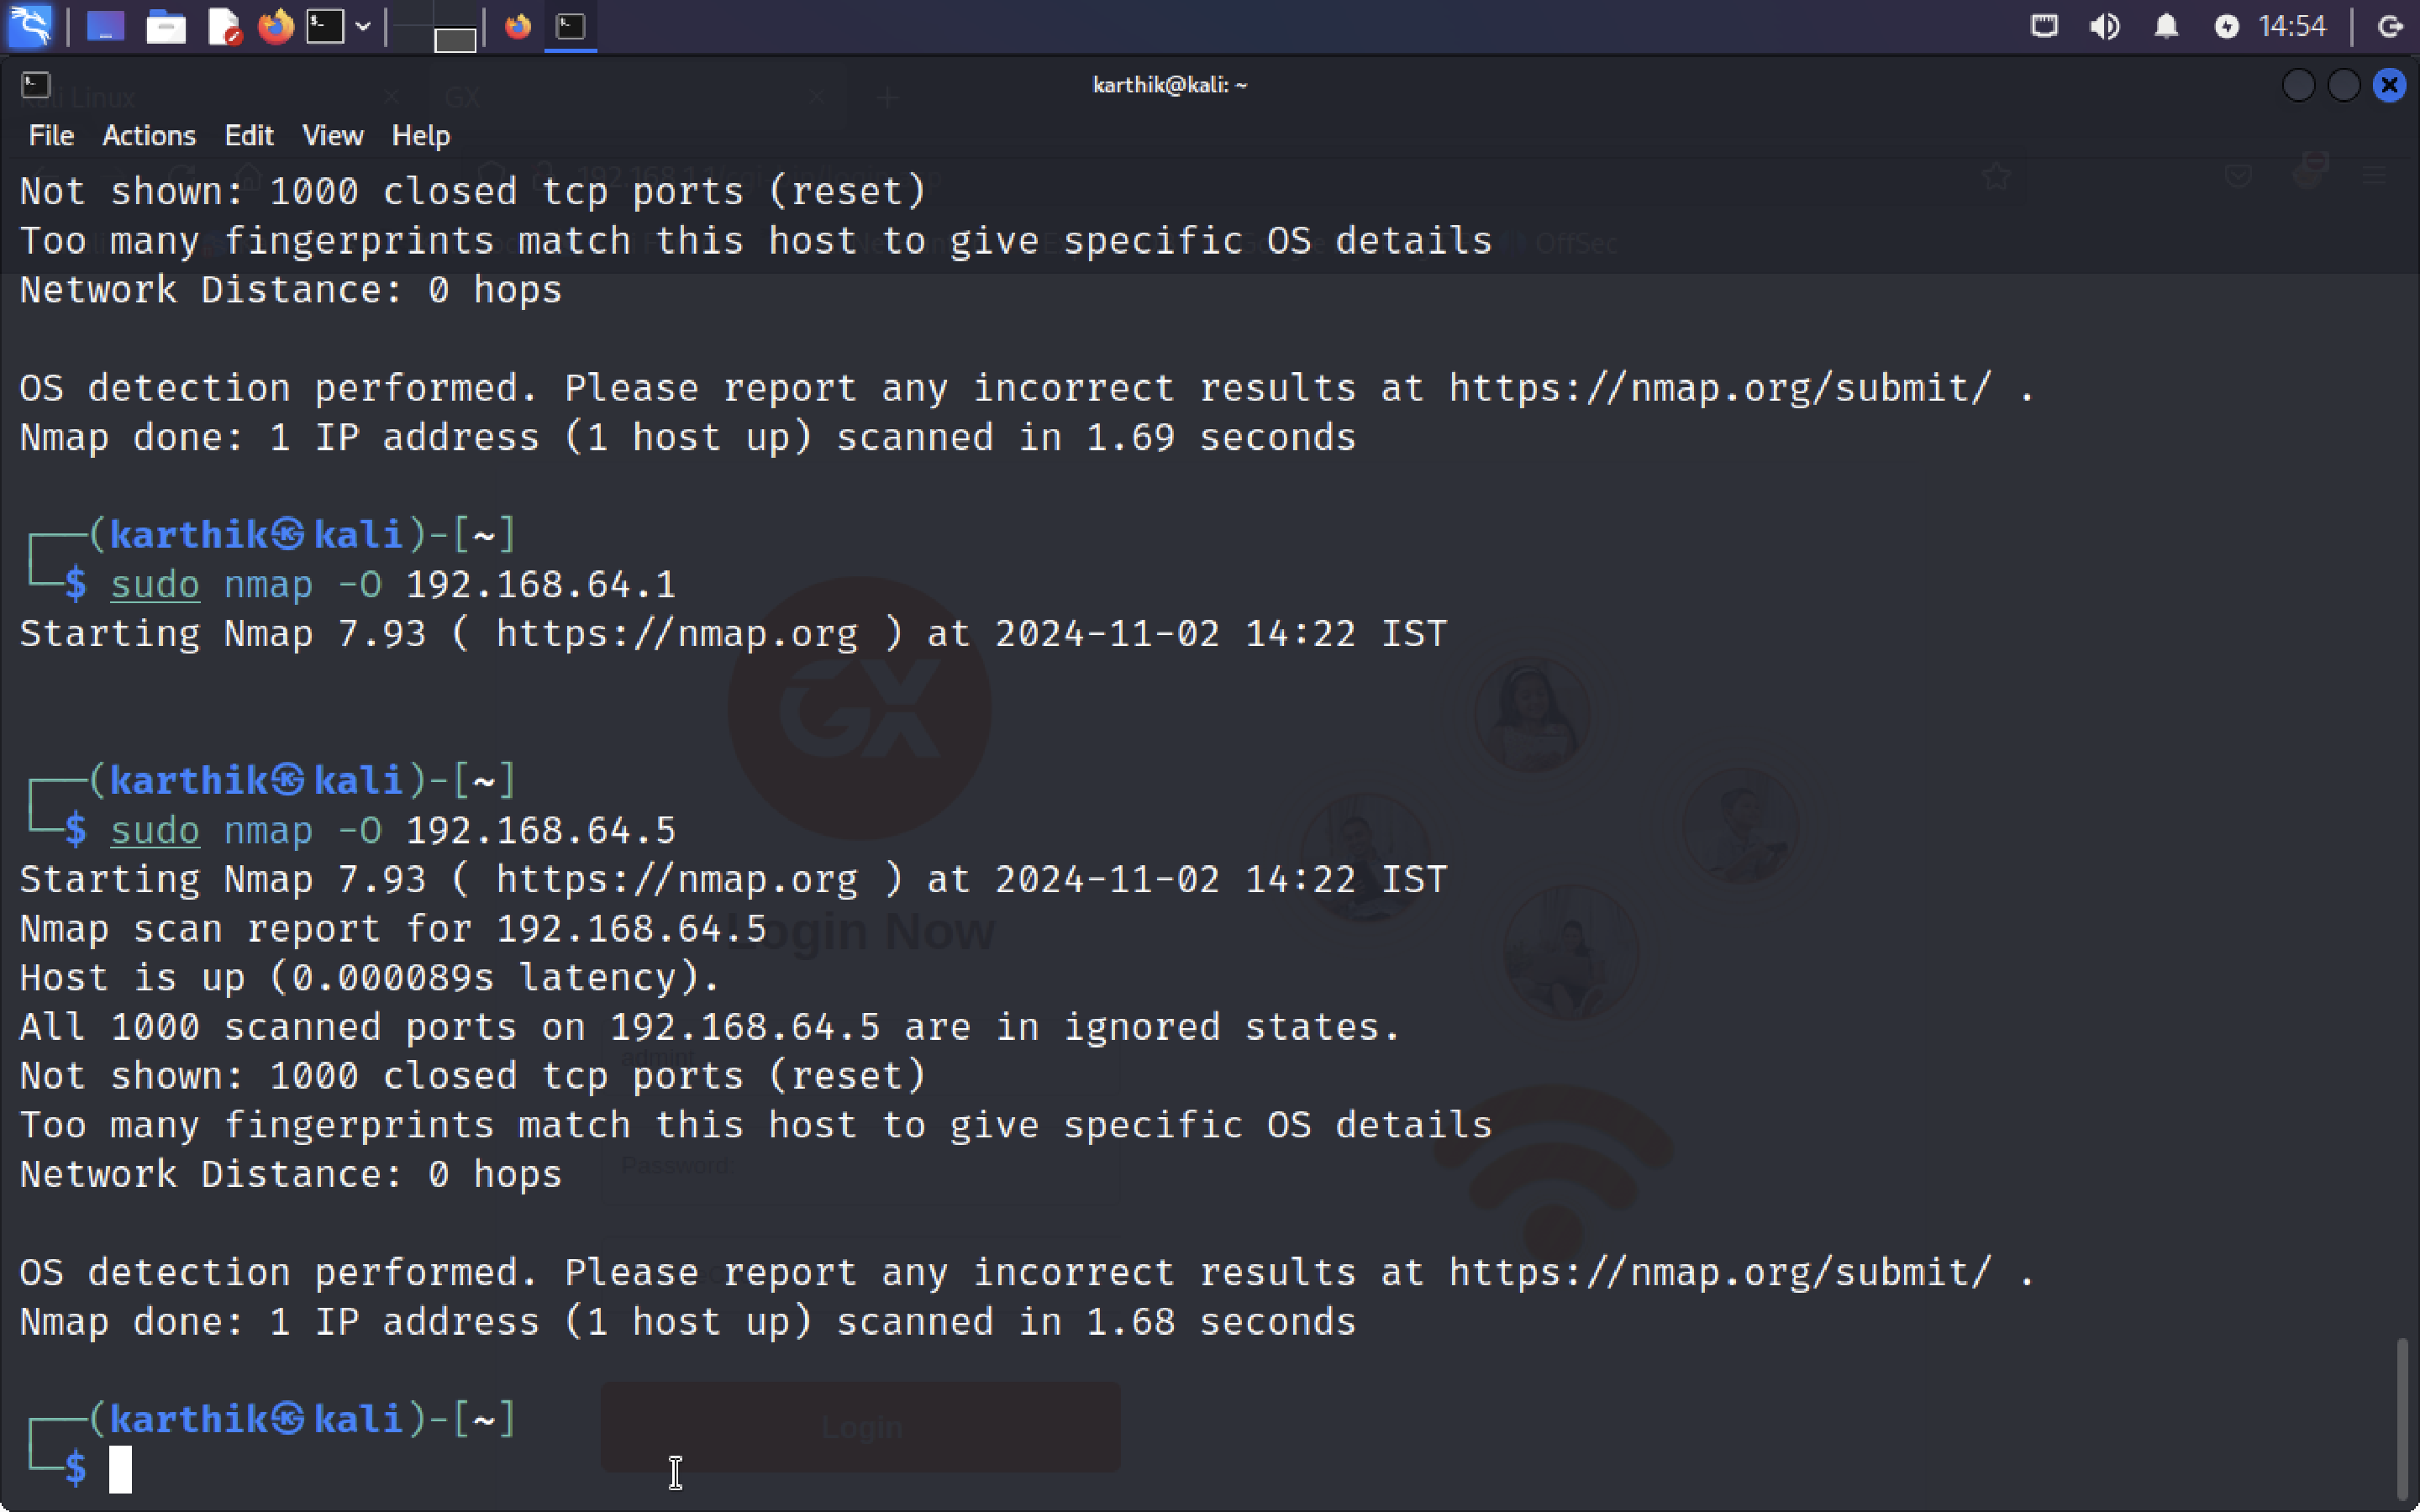 14:54
karthik@kali: ~
Kali Linux
GX
File Actions Edit View Help
Not shown: 1000 closed tcp ports (reset)
Too many fingerprints match this host to give specific OS details
OffSec
Network Distance: 0 hops
OS detection performed. Please report any incorrect results at https://nmap.org/submit/ .
Nmap done: 1 IP address (1 host up) scanned in 1.69 seconds
┌──(karthik㉿kali)-[~]
└─$ sudo nmap -O 192.168.64.1
Starting Nmap 7.93 ( https://nmap.org ) at 2024-11-02 14:22 IST
GX
┌──(karthik㉿kali)-[~]
└─$ sudo nmap -O 192.168.64.5
Starting Nmap 7.93 ( https://nmap.org ) at 2024-11-02 14:22 IST
Nmap scan report for 192.168.64.5
Login Now
Host is up (0.000089s latency).
All 1000 scanned ports on 192.168.64.5 are in ignored states.
Not shown: 1000 closed tcp ports (reset)
Too many fingerprints match this host to give specific OS details
Password:
Network Distance: 0 hops
OS detection performed. Please report any incorrect results at https://nmap.org/submit/ .
Nmap done: 1 IP address (1 host up) scanned in 1.68 seconds
┌──(karthik㉿kali)-[~]
└─$
Login